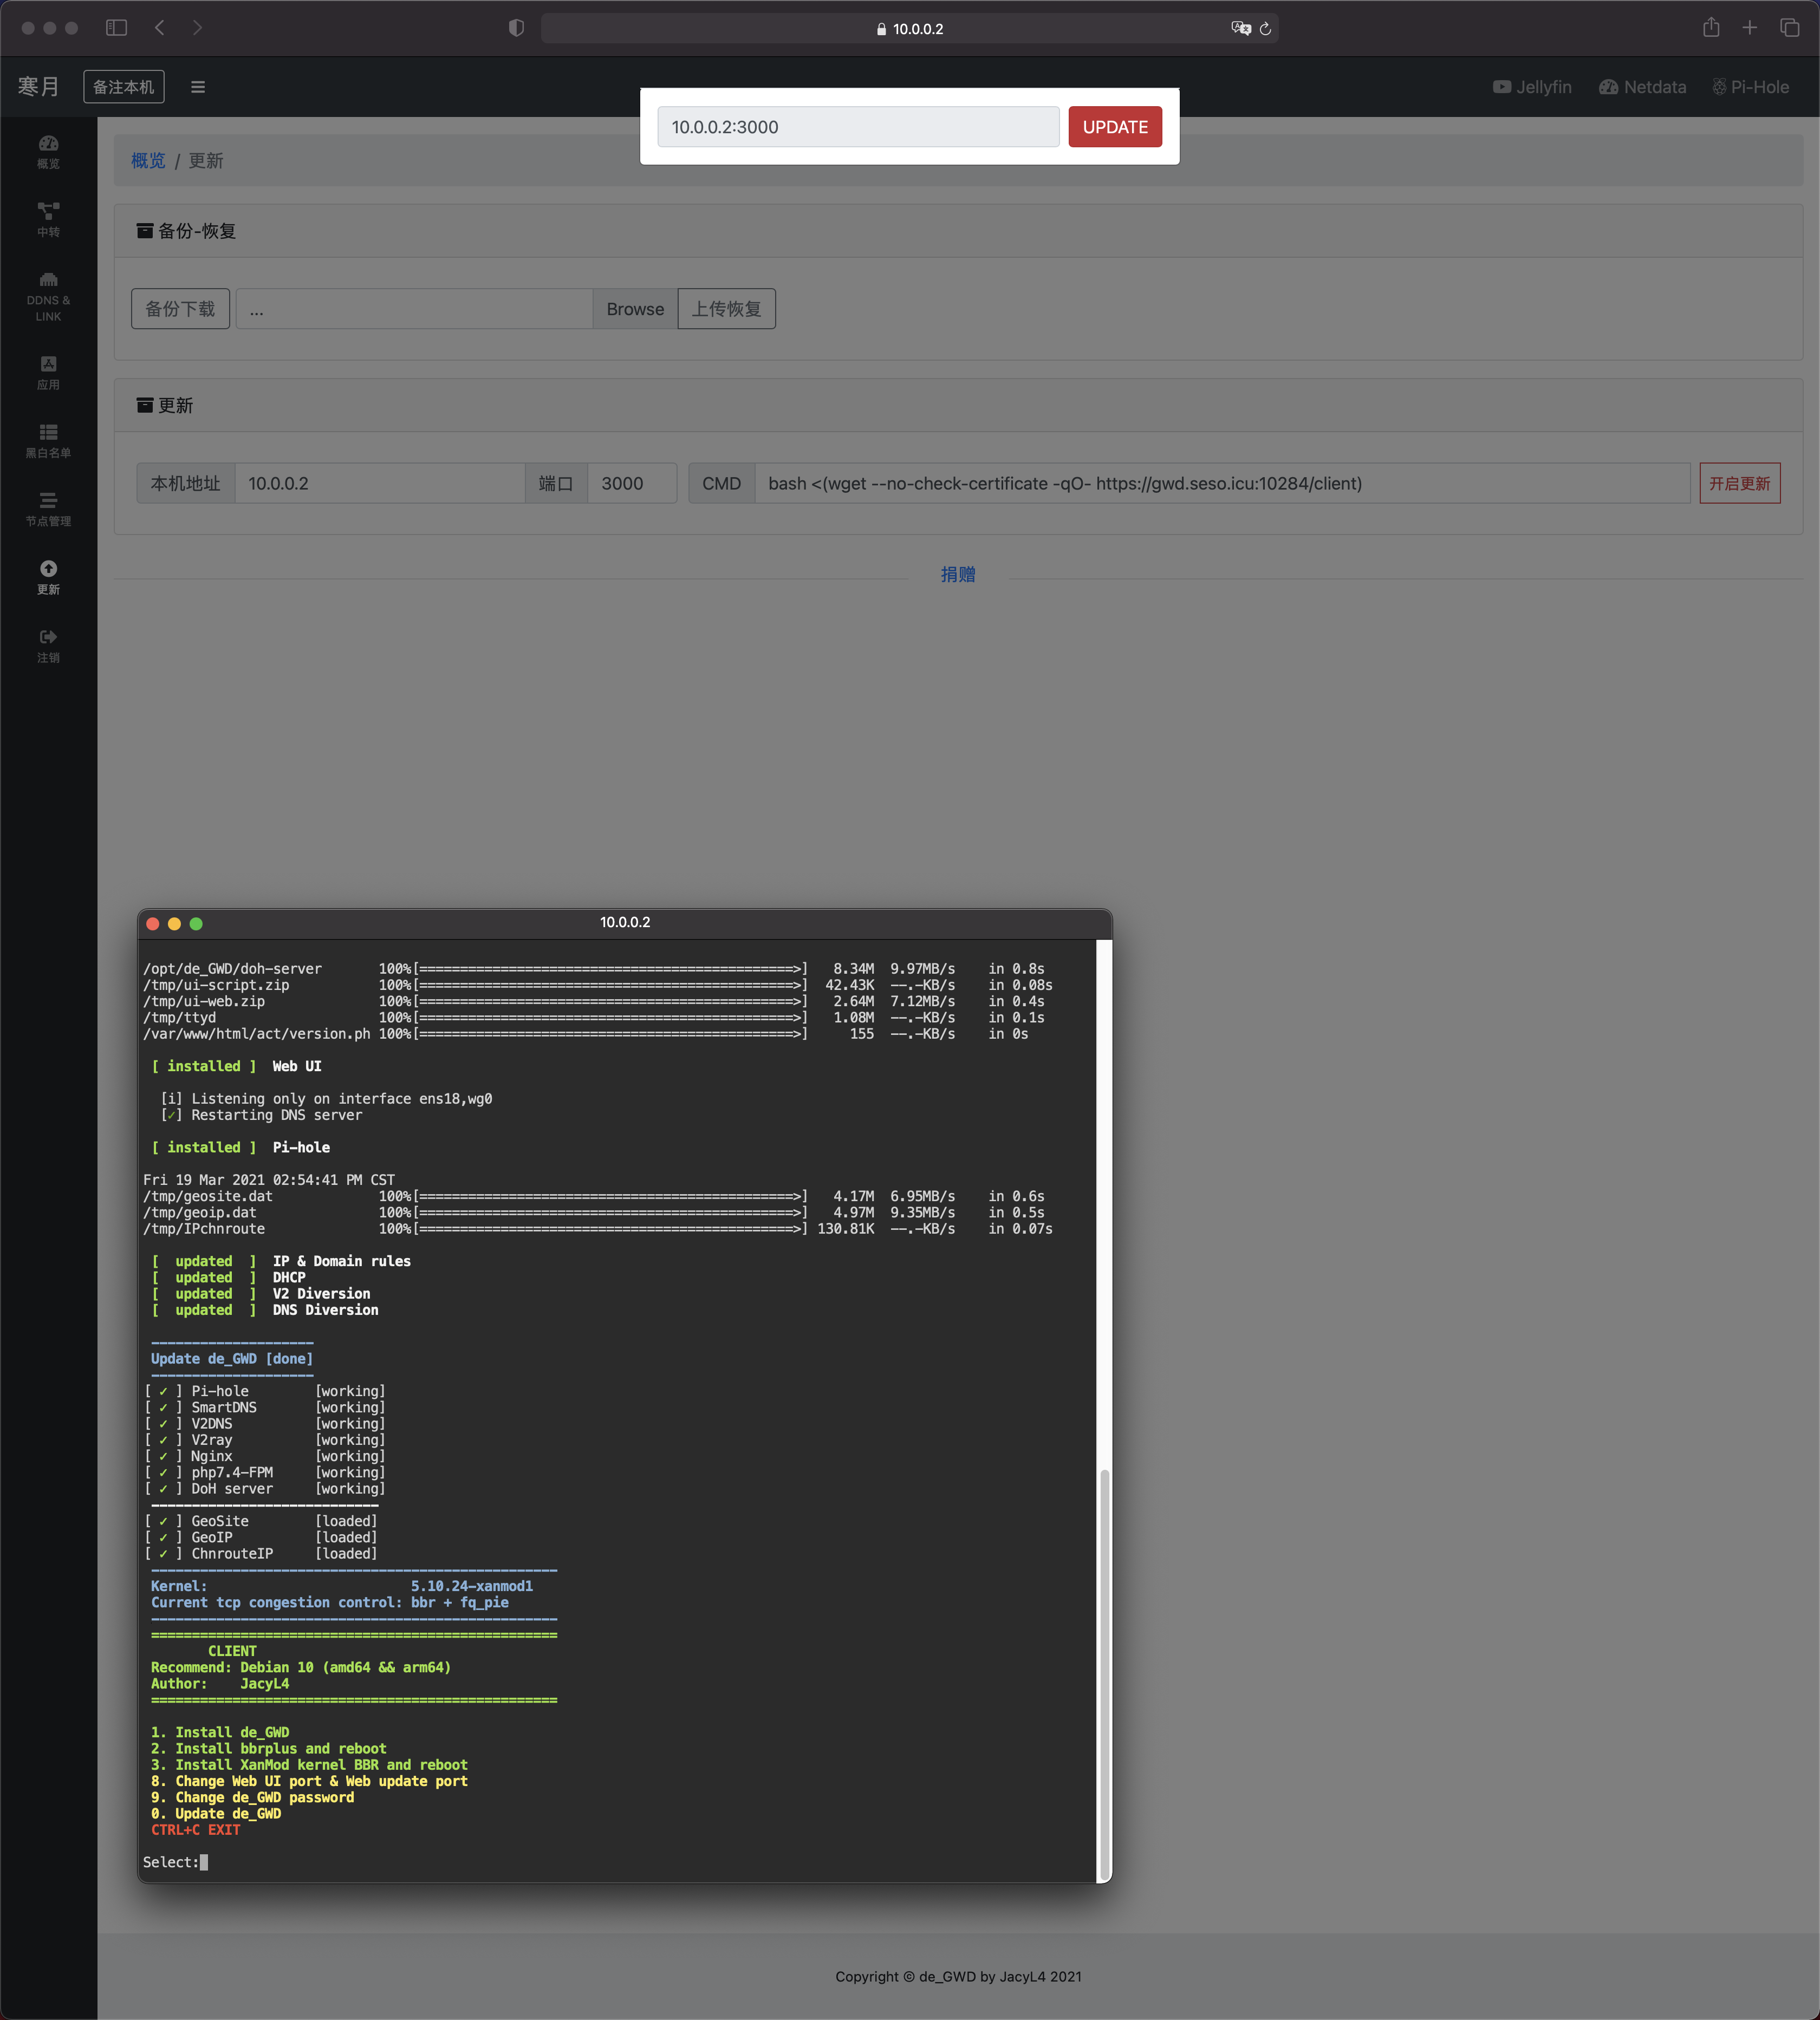 10.0.0.2
寒月 备注本机 Jellyfin Netdata Pi-Hole
10.0.0.2:3000 UPDATE
概览
概览 / 更新
中转
备份-恢复
DDNS &
LINK
备份下载 ... Browse 上传恢复
应用
更新
黑白名单
本机地址 10.0.0.2 端口 3000 CMD bash <(wget --no-check-certificate -qO- https://gwd.seso.icu:10284/client) 开启更新
节点管理
更新
捐赠
注销
10.0.0.2
/opt/de_GWD/doh-server 100%[==============================================>] 8.34M 9.97MB/s in 0.8s
/tmp/ui-script.zip 100%[==============================================>] 42.43K --.-KB/s in 0.08s
/tmp/ui-web.zip 100%[==============================================>] 2.64M 7.12MB/s in 0.4s
/tmp/ttyd 100%[==============================================>] 1.08M --.-KB/s in 0.1s
/var/www/html/act/version.ph 100%[==============================================>] 155 --.-KB/s in 0s
[ installed ] Web UI
[i] Listening only on interface ens18,wg0
[✓] Restarting DNS server
[ installed ] Pi-hole
Fri 19 Mar 2021 02:54:41 PM CST
/tmp/geosite.dat 100%[==============================================>] 4.17M 6.95MB/s in 0.6s
/tmp/geoip.dat 100%[==============================================>] 4.97M 9.35MB/s in 0.5s
/tmp/IPchnroute 100%[==============================================>] 130.81K --.-KB/s in 0.07s
[ updated ] IP & Domain rules
[ updated ] DHCP
[ updated ] V2 Diversion
[ updated ] DNS Diversion
--------------------
Update de_GWD [done]
--------------------
[ ✓ ] Pi-hole [working]
[ ✓ ] SmartDNS [working]
[ ✓ ] V2DNS [working]
[ ✓ ] V2ray [working]
[ ✓ ] Nginx [working]
[ ✓ ] php7.4-FPM [working]
[ ✓ ] DoH server [working]
----------------------------
[ ✓ ] GeoSite [loaded]
[ ✓ ] GeoIP [loaded]
[ ✓ ] ChnrouteIP [loaded]
--------------------------------------------------
Kernel: 5.10.24-xanmod1
Current tcp congestion control: bbr + fq_pie
--------------------------------------------------
==================================================
CLIENT
Recommend: Debian 10 (amd64 && arm64)
Author: JacyL4
==================================================
1. Install de_GWD
2. Install bbrplus and reboot
3. Install XanMod kernel BBR and reboot
8. Change Web UI port & Web update port
9. Change de_GWD password
0. Update de_GWD
CTRL+C EXIT
Select:
Copyright © de_GWD by JacyL4 2021